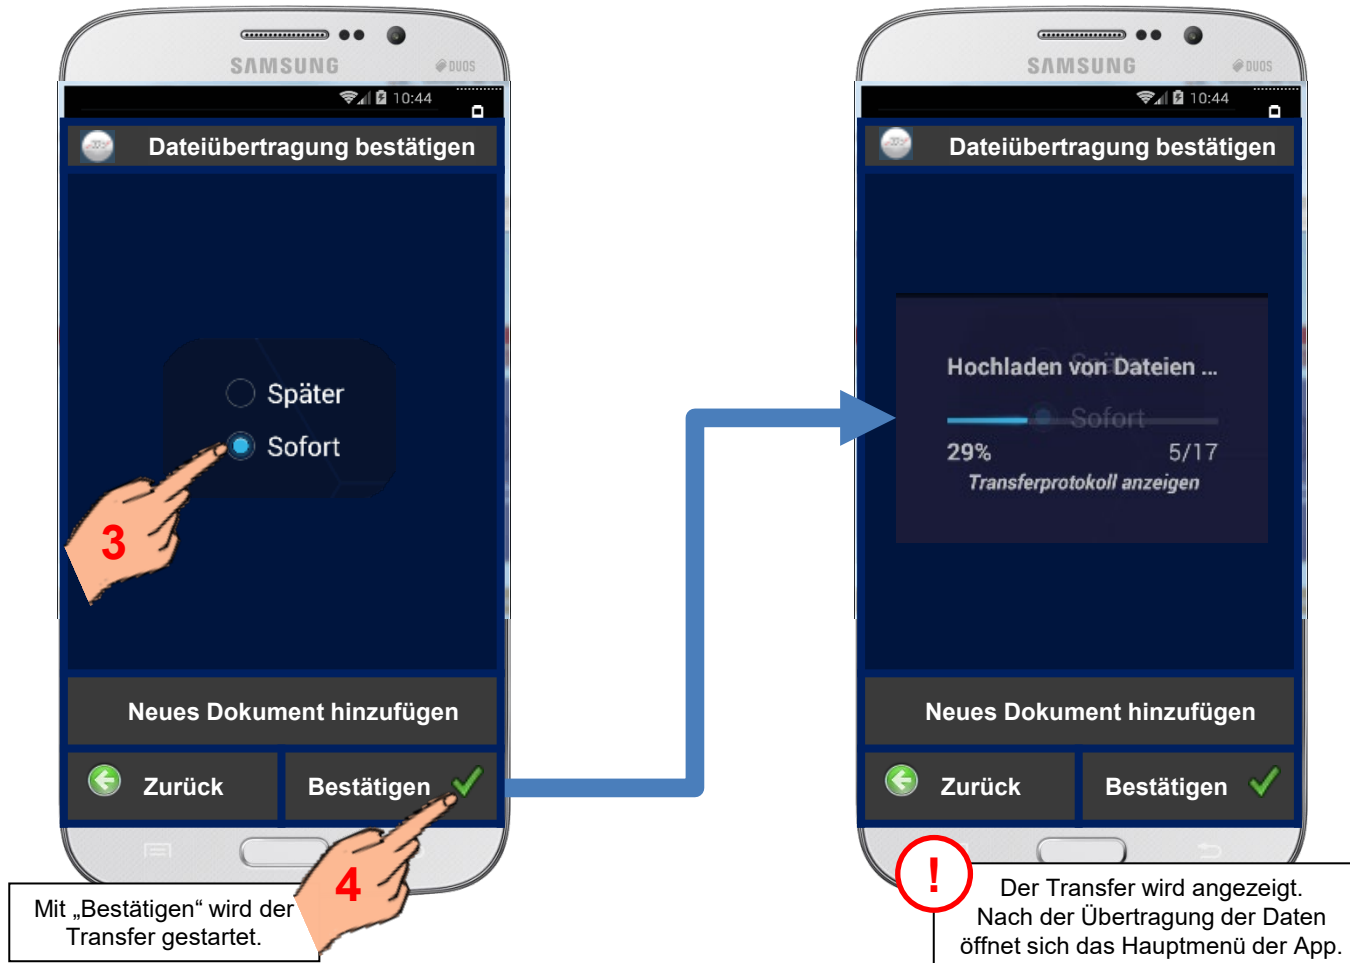 SAMSUNG
DUOS
10:44
Dateiübertragung bestätigen
Später
Sofort
3
Neues Dokument hinzufügen
Zurück
Bestätigen
4
Mit „Bestätigen“ wird der
Transfer gestartet.
SAMSUNG
DUOS
10:44
Dateiübertragung bestätigen
Später
Hochladen von Dateien ...
Sofort
29%
5/17
Transferprotokoll anzeigen
Neues Dokument hinzufügen
Zurück
Bestätigen
!
Der Transfer wird angezeigt.
Nach der Übertragung der Daten
öffnet sich das Hauptmenü der App.